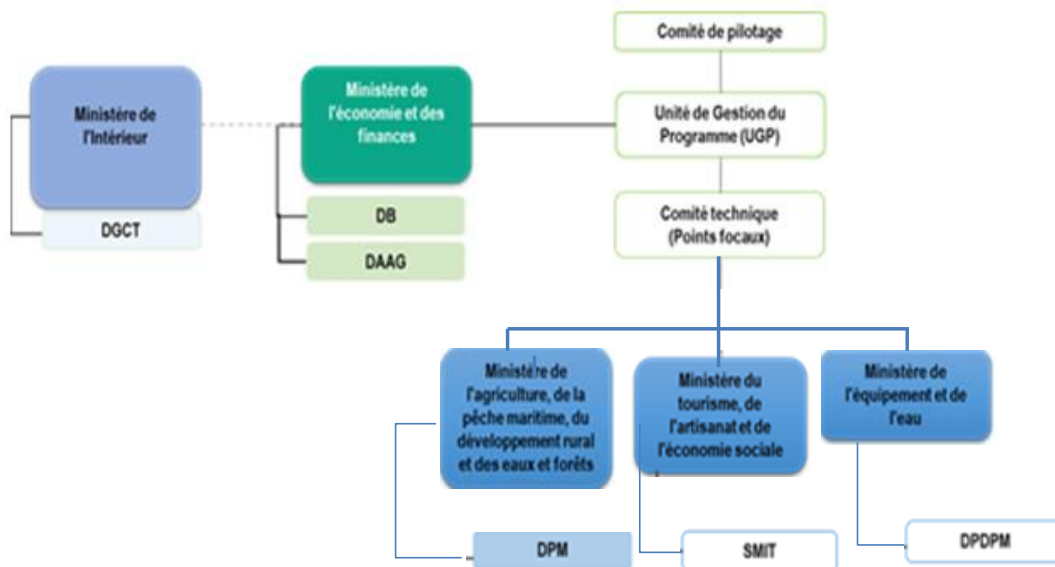 Comité de pilotage
Ministère de
l'Intérieur
Ministère de
l'économie et des
finances
Unité de Gestion du
Programme (UGP)
DGCT
DB
DAAG
Comité technique
(Points focaux)
Ministère de
l'agriculture, de la
pêche maritime, du
développement rural
et des eaux et forêts
Ministère du
tourisme, de
l'artisanat et de
l'économie sociale
Ministère de
l'équipement et de
l'eau
DPM
SMIT
DPDPM